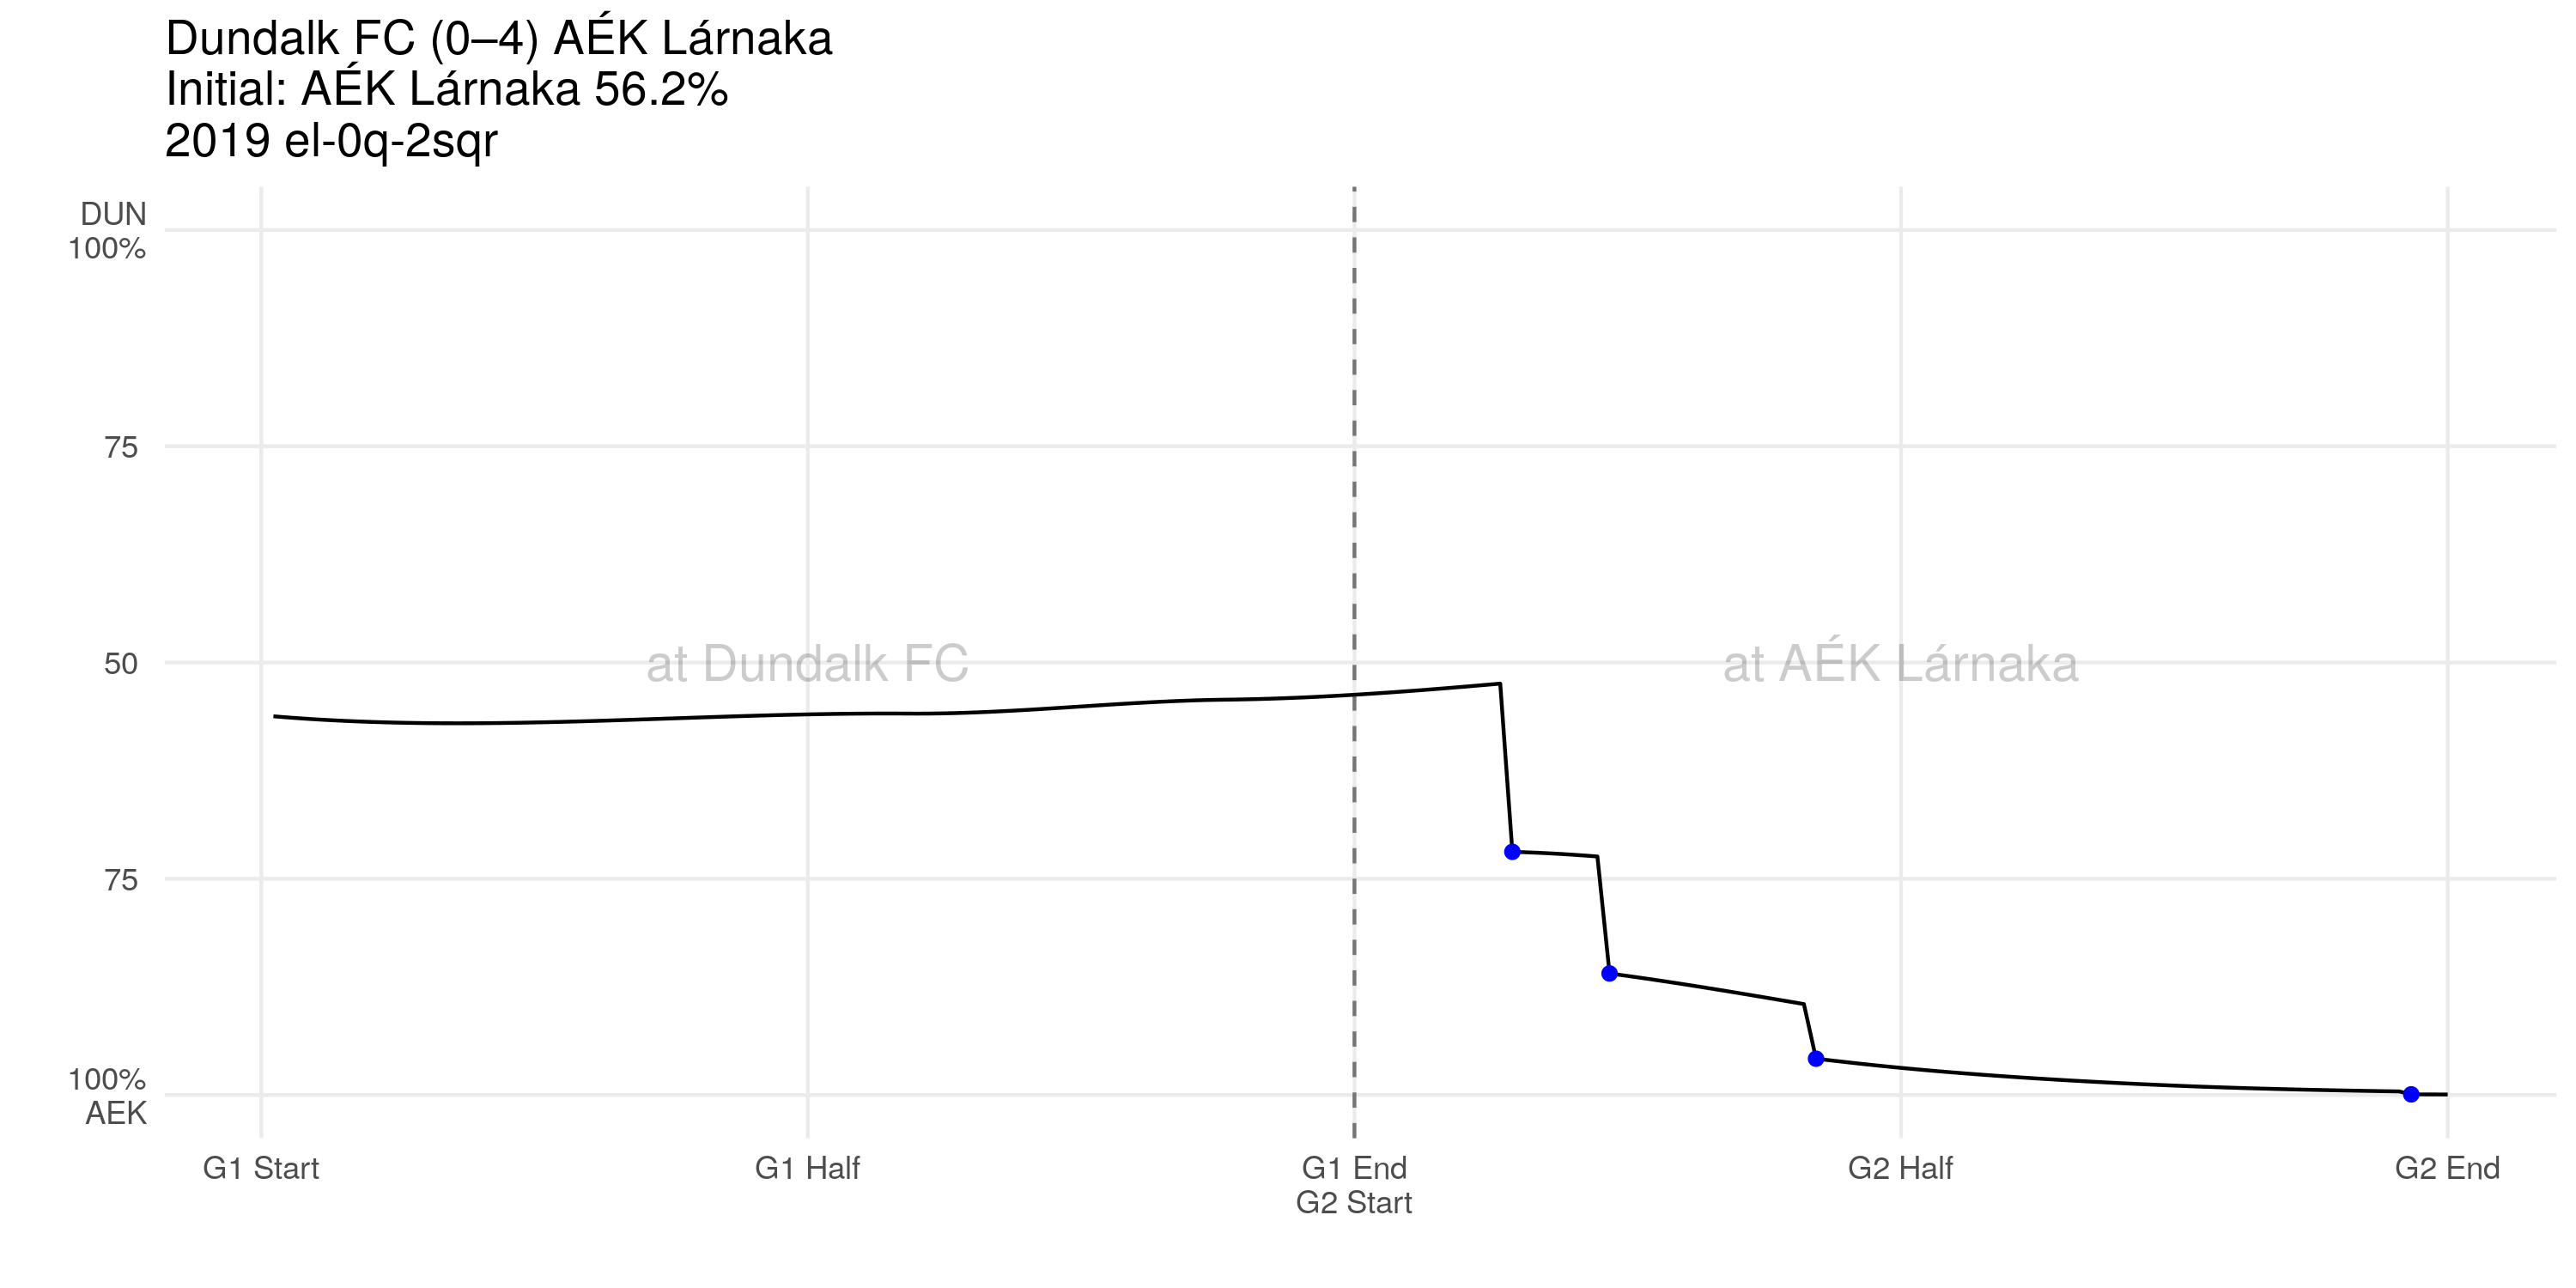 Dundalk FC (0–4) AÉK Lárnaka
Initial: AÉK Lárnaka 56.2%
2019 el-0q-2sqr
DUN
100%
75
50
75
100%
AEK
at Dundalk FC
at AÉK Lárnaka
G1 Start
G1 Half
G1 End
G2 Start
G2 Half
G2 End